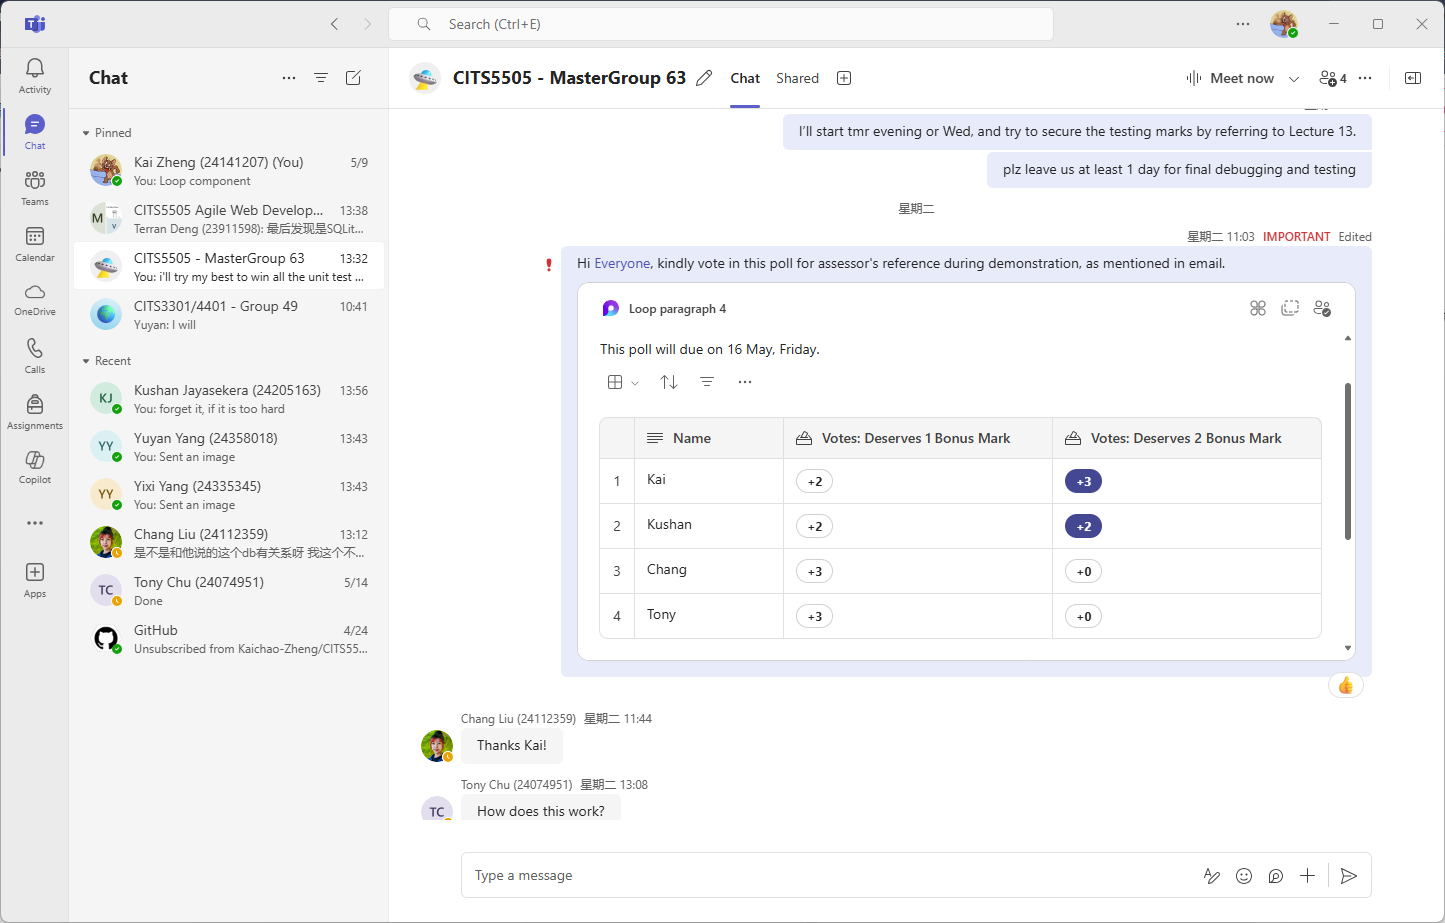 Search (Ctrl+E)
Activity
Chat
Teams
Calendar
OneDrive
Calls
Assignments
Copilot
Apps
Chat
Pinned
Kai Zheng (24141207) (You) 5/9
You: Loop component
CITS5505 Agile Web Develop... 13:38
Terran Deng (23911598): 最后发现是SQLit...
CITS5505 - MasterGroup 63 13:32
You: i'll try my best to win all the unit test ...
CITS3301/4401 - Group 49 10:41
Yuyan: I will
Recent
KJ
Kushan Jayasekera (24205163) 13:56
You: forget it, if it is too hard
YY
Yuyan Yang (24358018) 13:43
You: Sent an image
YY
Yixi Yang (24335345) 13:43
You: Sent an image
Chang Liu (24112359) 13:12
是不是和他说的这个db有关系呀 我这个不...
TC
Tony Chu (24074951) 5/14
Done
GitHub 4/24
Unsubscribed from Kaichao-Zheng/CITS55...
CITS5505 - MasterGroup 63
Chat
Shared
Meet now
4
I'll start tmr evening or Wed, and try to secure the testing marks by referring to Lecture 13.
plz leave us at least 1 day for final debugging and testing
星期二
星期二 11:03 IMPORTANT Edited
Hi Everyone, kindly vote in this poll for assessor's reference during demonstration, as mentioned in email.
Loop paragraph 4
This poll will due on 16 May, Friday.
Name Votes: Deserves 1 Bonus Mark Votes: Deserves 2 Bonus Mark
1 Kai +2 +3
2 Kushan +2 +2
3 Chang +3 +0
4 Tony +3 +0
Chang Liu (24112359) 星期二 11:44
Thanks Kai!
Tony Chu (24074951) 星期二 13:08
TC
How does this work?
Type a message